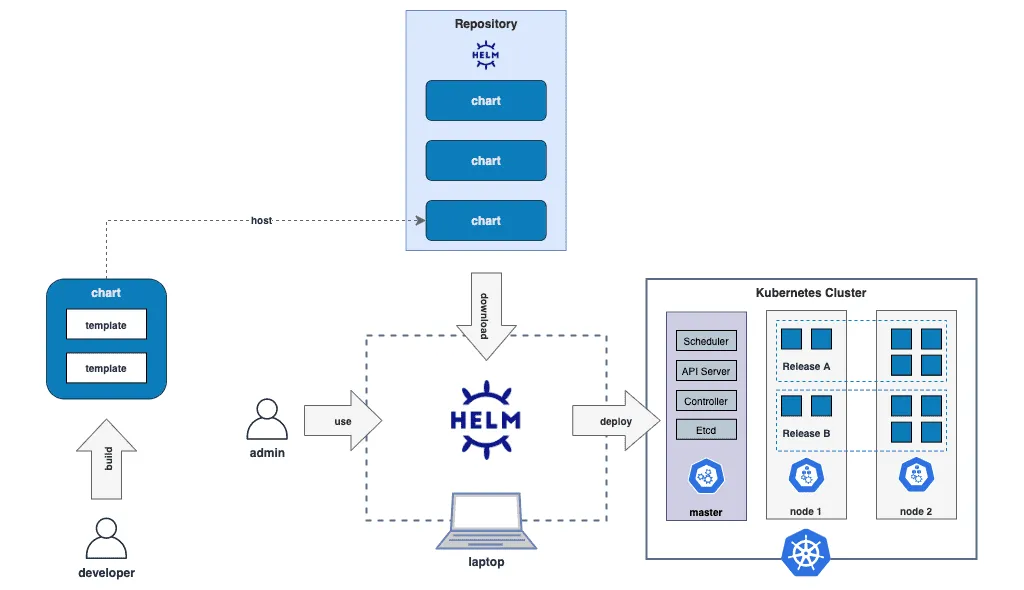 Repository
HELM
chart
chart
chart
host
chart
template
template
build
developer
download
admin
use
HELM
laptop
deploy
Kubernetes Cluster
Scheduler
API Server
Controller
Etcd
master
Release A
Release B
node 1
node 2